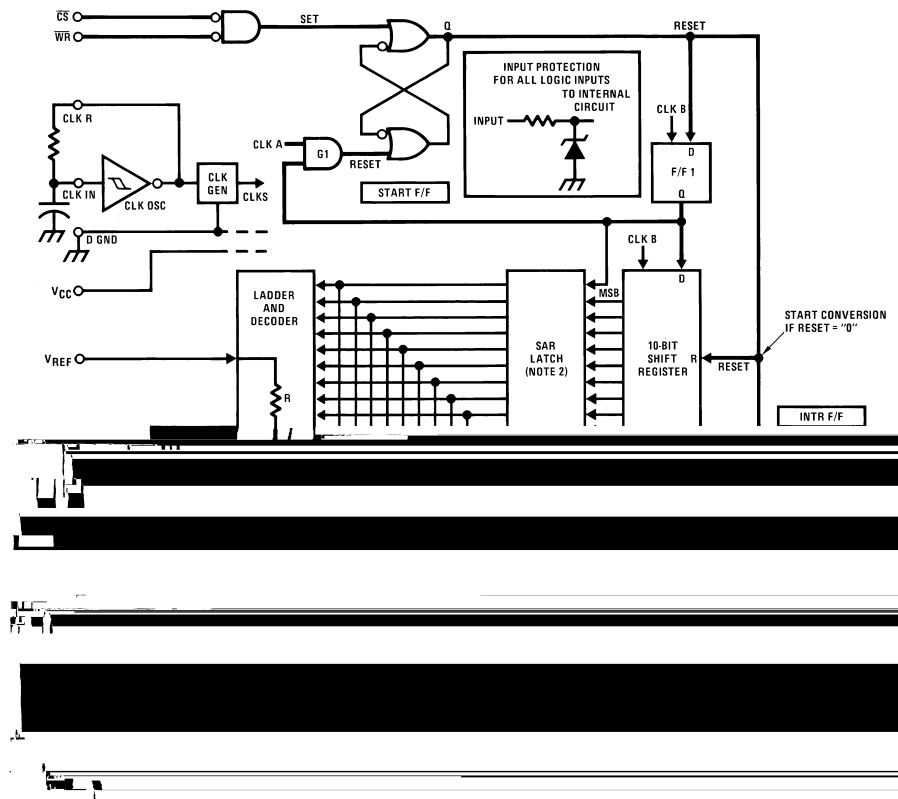 CS
WR
SET
Q
RESET
INPUT PROTECTION
FOR ALL LOGIC INPUTS
TO INTERNAL
CIRCUIT
INPUT
CLK R
CLK A
G1
RESET
CLK B
D
F/F 1
Q
CLK IN
CLK OSC
CLK
GEN
CLKS
START F/F
D GND
CLK B
VCC
D
LADDER
AND
DECODER
MSB
VREF
R
SAR
LATCH
(NOTE 2)
10-BIT
SHIFT
REGISTER
R
RESET
START CONVERSION
IF RESET = "0"
INTR F/F